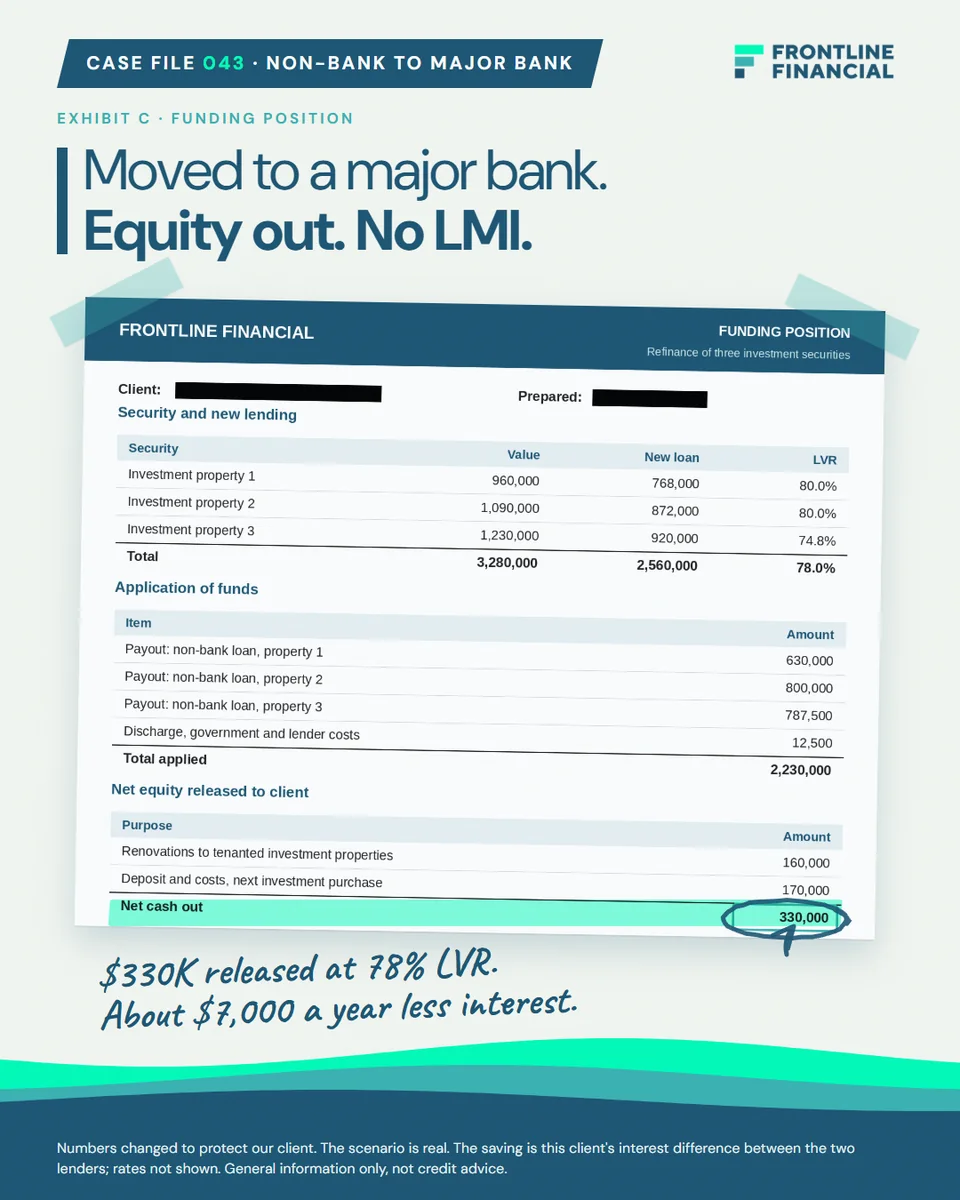 CASE FILE 043 · NON-BANK TO MAJOR BANK
FRONTLINE
FINANCIAL
EXHIBIT C · FUNDING POSITION
Moved to a major bank.
Equity out. No LMI.
FRONTLINE FINANCIAL
FUNDING POSITION
Refinance of three investment securities
Client:
Prepared:
Security and new lending
Security Value New loan LVR
Investment property 1 960,000 768,000 80.0%
Investment property 2 1,090,000 872,000 80.0%
Investment property 3 1,230,000 920,000 74.8%
Total 3,280,000 2,560,000 78.0%
Application of funds
Item Amount
Payout: non-bank loan, property 1 630,000
Payout: non-bank loan, property 2 800,000
Payout: non-bank loan, property 3 787,500
Discharge, government and lender costs 12,500
Total applied 2,230,000
Net equity released to client
Purpose Amount
Renovations to tenanted investment properties 160,000
Deposit and costs, next investment purchase 170,000
Net cash out 330,000
$330K released at 78% LVR.
About $7,000 a year less interest.
Numbers changed to protect our client. The scenario is real. The saving is this client's interest difference between the two
lenders; rates not shown. General information only, not credit advice.